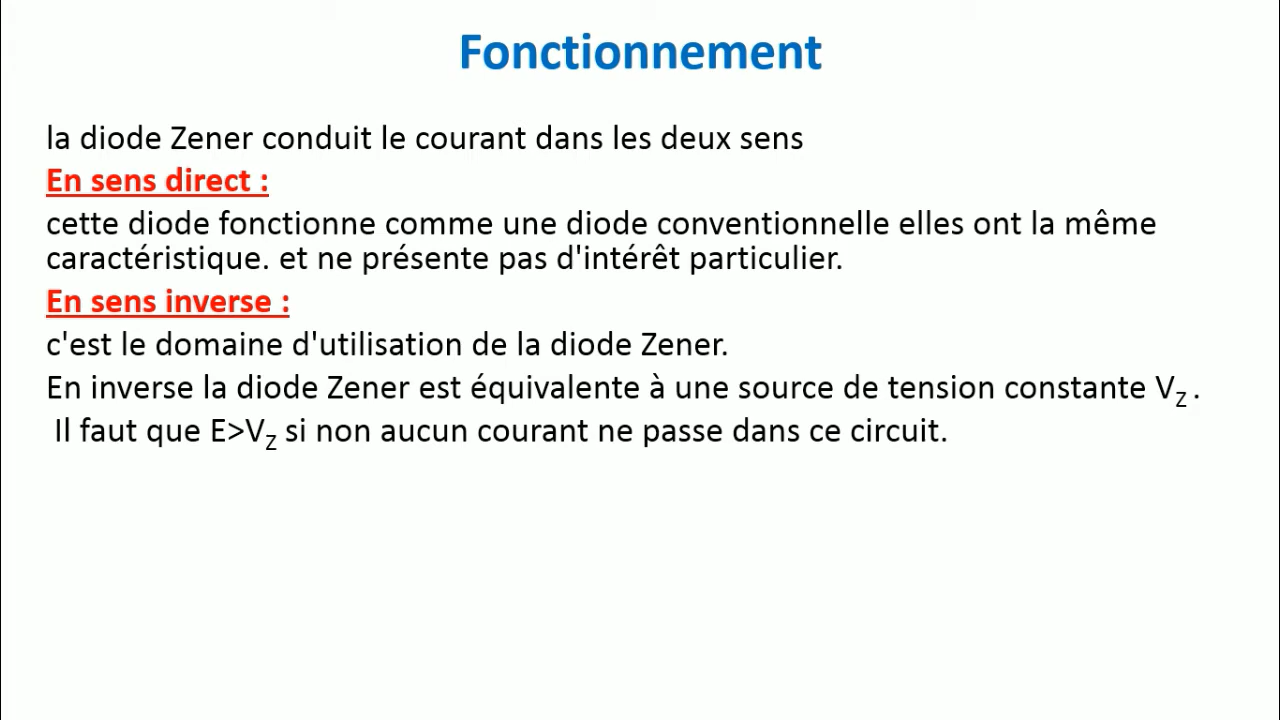 Fonctionnement
la diode Zener conduit le courant dans les deux sens
En sens direct :
cette diode fonctionne comme une diode conventionnelle elles ont la même
caractéristique. et ne présente pas d'intérêt particulier.
En sens inverse :
c'est le domaine d'utilisation de la diode Zener.
En inverse la diode Zener est équivalente à une source de tension constante VZ .
Il faut que E>VZ si non aucun courant ne passe dans ce circuit.